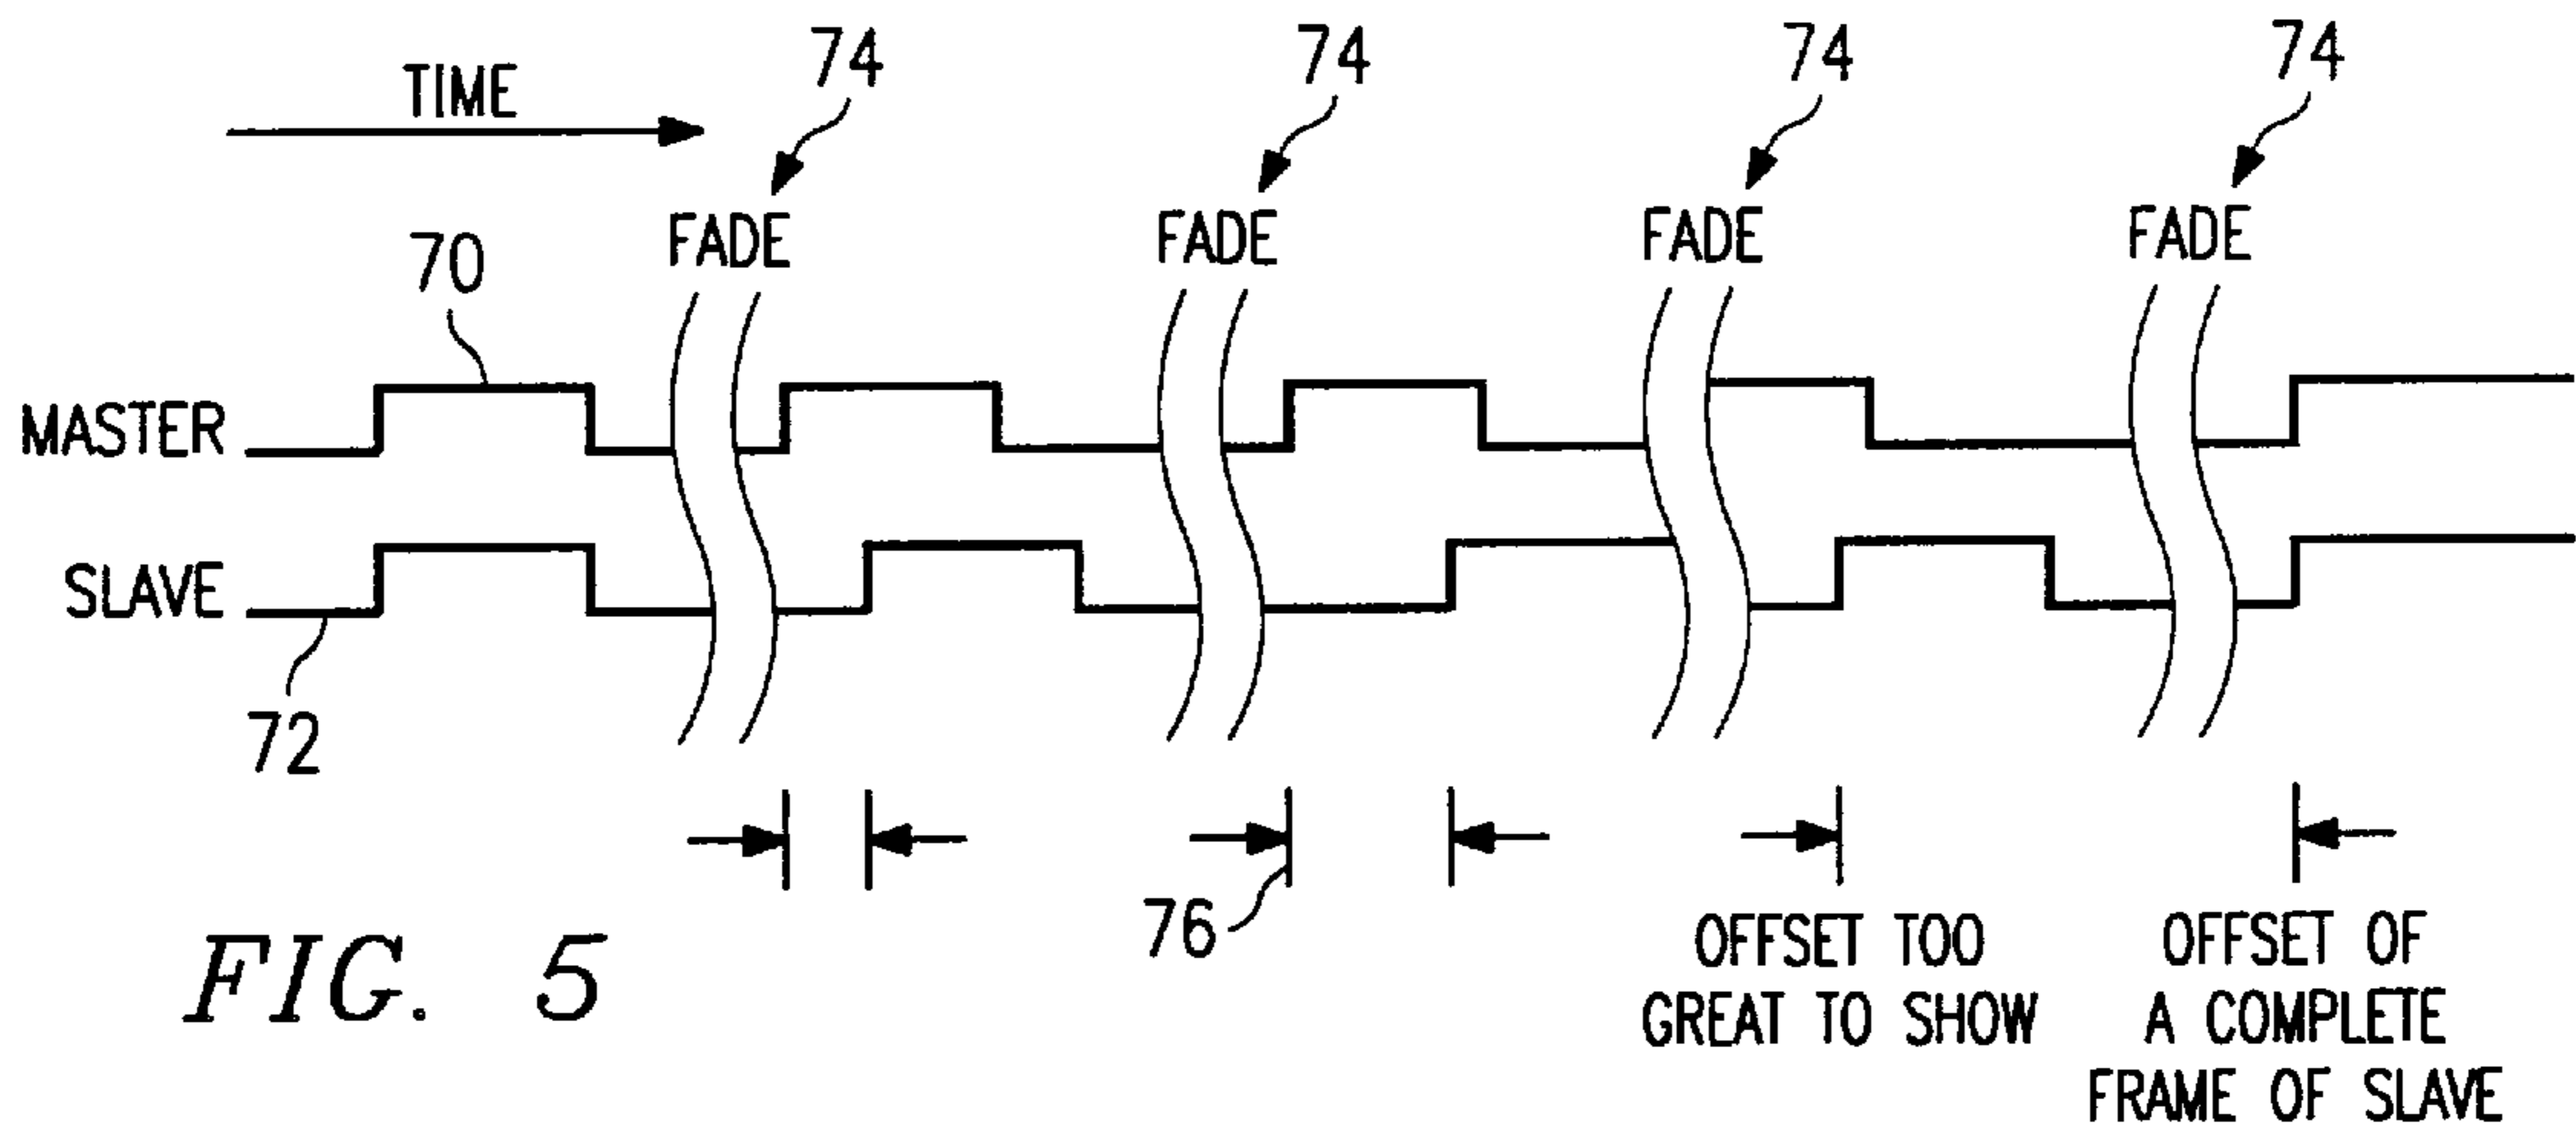 TIME
74
74
74
74
FADE
FADE
FADE
FADE
70
MASTER
SLAVE
72
76
OFFSET TOO
GREAT TO SHOW
OFFSET OF
A COMPLETE
FRAME OF SLAVE
FIG. 5